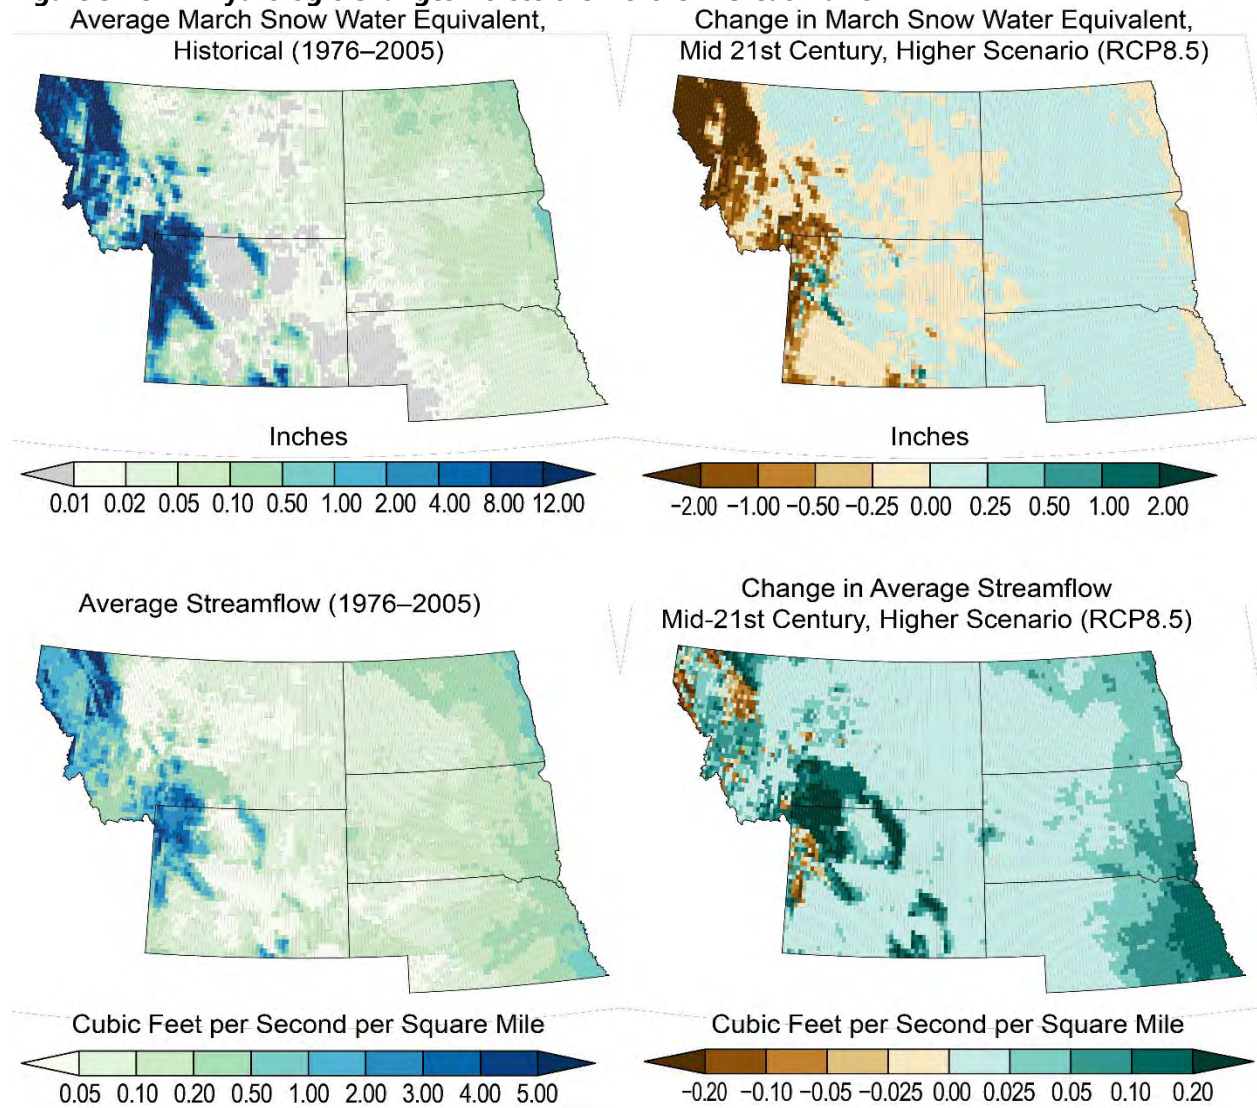 Average March Snow Water Equivalent,
Historical (1976–2005)
Change in March Snow Water Equivalent,
Mid 21st Century, Higher Scenario (RCP8.5)
Inches
0.01 0.02 0.05 0.10 0.50 1.00 2.00 4.00 8.00 12.00
Inches
−2.00 −1.00 −0.50 −0.25 0.00 0.25 0.50 1.00 2.00
Average Streamflow (1976–2005)
Change in Average Streamflow
Mid-21st Century, Higher Scenario (RCP8.5)
Cubic Feet per Second per Square Mile
0.05 0.10 0.20 0.50 1.00 2.00 3.00 4.00 5.00
Cubic Feet per Second per Square Mile
−0.20 −0.10 −0.05 −0.025 0.00 0.025 0.05 0.10 0.20